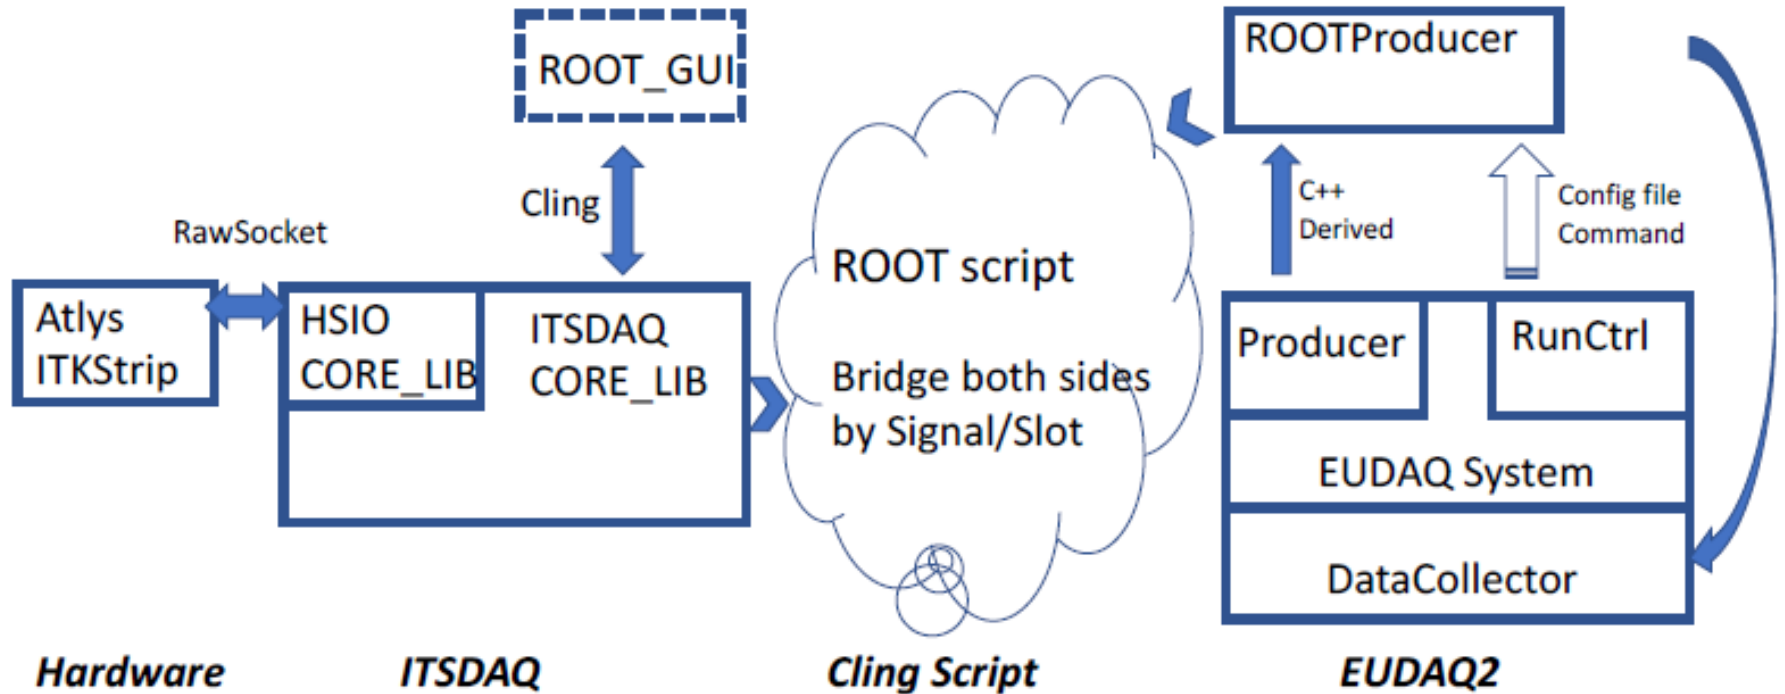 ROOT_GUI
ROOTProducer
Cling
C++
Derived
Config file
Command
RawSocket
Atlys
ITKStrip
HSIO
CORE_LIB
ITSDAQ
CORE_LIB
ROOT script
Bridge both sides
by Signal/Slot
Producer
RunCtrl
EUDAQ System
DataCollector
Hardware
ITSDAQ
Cling Script
EUDAQ2